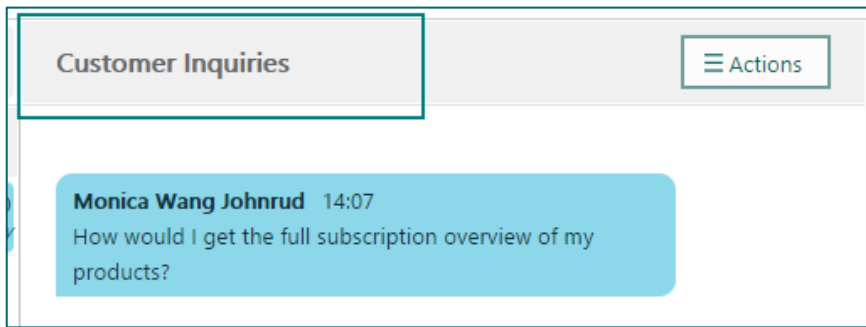 Customer Inquiries
☰ Actions
Monica Wang Johnrud 14:07
How would I get the full subscription overview of my
products?